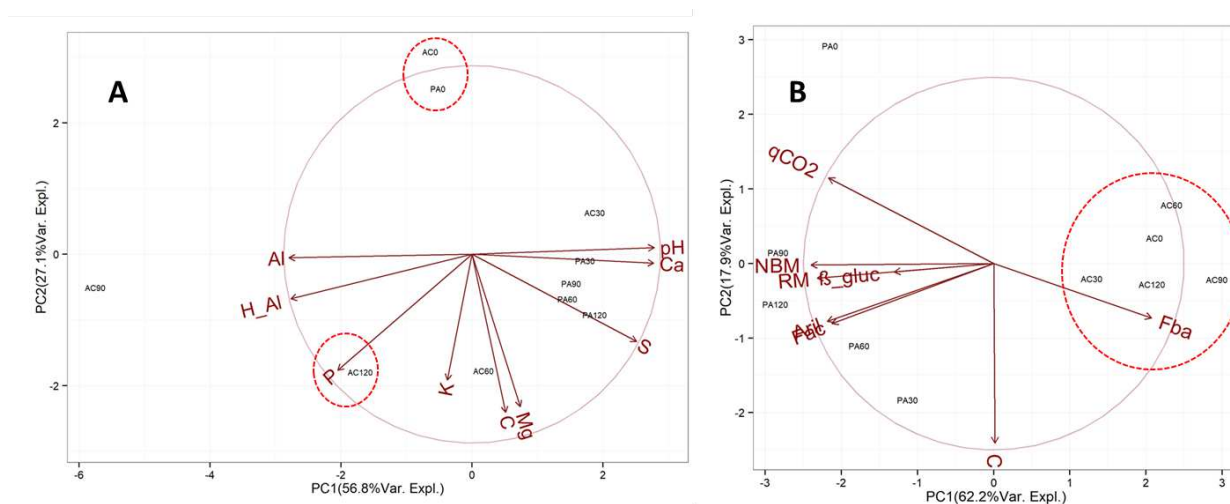 A
AC0
PA0
2
AC30
pH
0
Al
Ca
PA30
PA90
AC90
H_Al
PA60
PA120
S
P
AC120
K
AC60
-2
C
Mg
-6
-4
-2
0
2
PC1(56.8%Var. Expl.)
PC2(27.1%Var. Expl.)
B
3
PA0
2
qCO2
1
AC60
AC0
PA90
0
NBM
RM
ß_gluc
AC30
AC120
AC90
PA120
Aril
Fac
Fba
-1
PA60
PA30
-2
C
-3
-2
-1
0
1
2
3
PC1(62.2%Var. Expl.)
PC2(17.9%Var. Expl.)